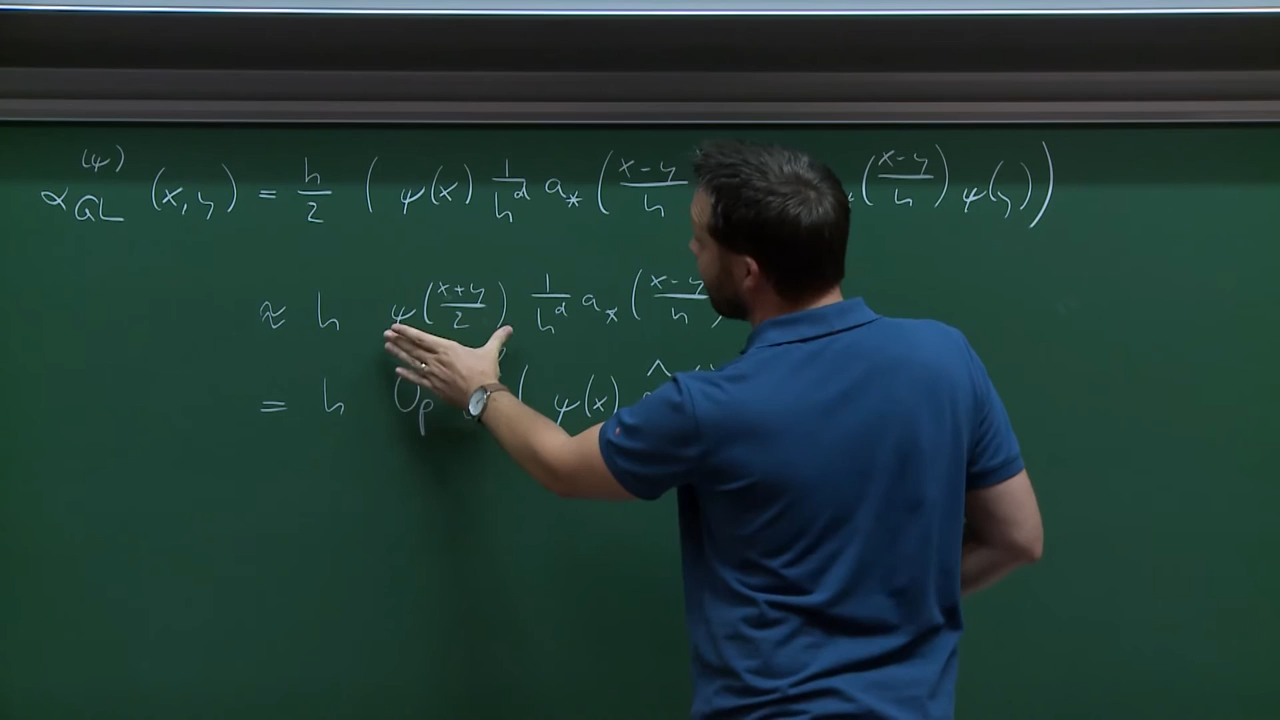 α_GL^(ψ) (x,y) = h/2 ( ψ(x) 1/h^d a_* ( x-y/h ( x-y/h ) ψ(y) )
≈ h ψ( x+y/2 ) 1/h^d a_* ( x-y/h )
= h Op ( ψ(x)